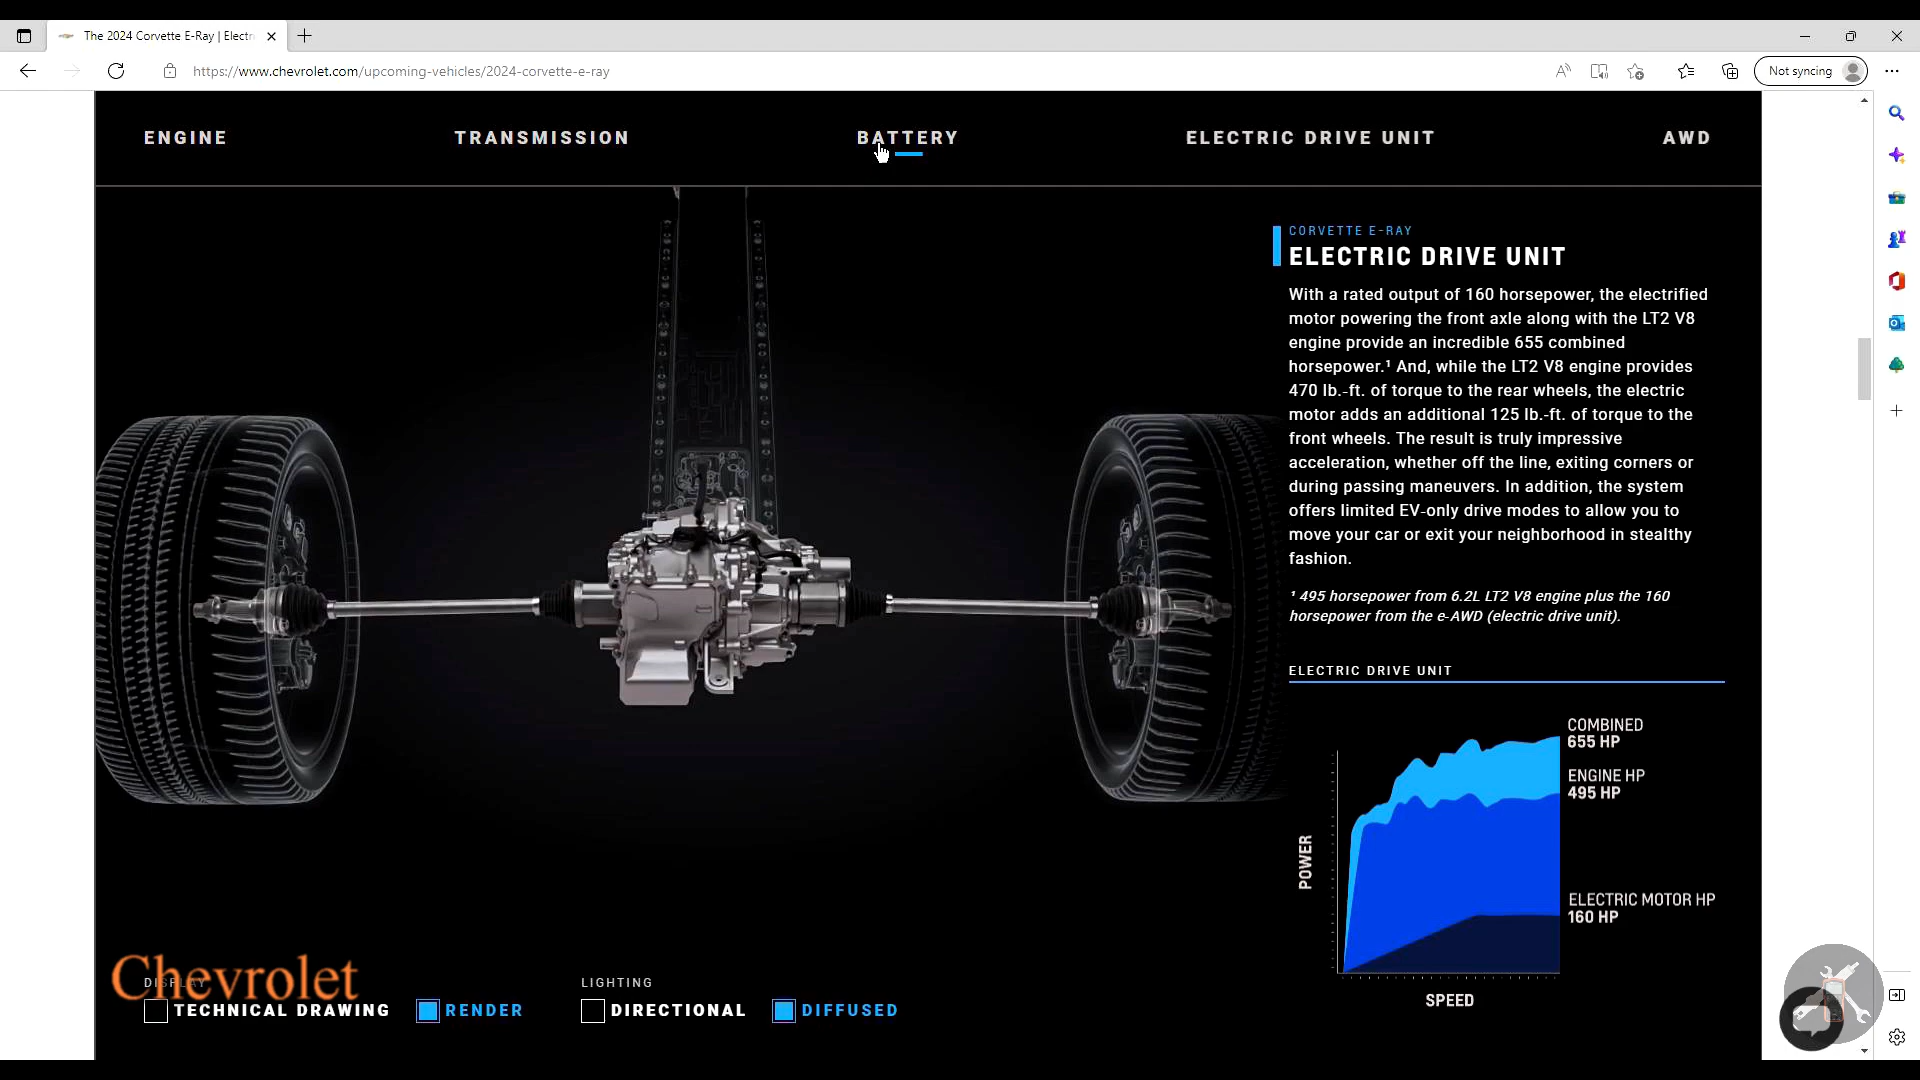 The 2024 Corvette E-Ray | Electr
https://www.chevrolet.com/upcoming-vehicles/2024-corvette-e-ray
Not syncing
ENGINE
TRANSMISSION
BATTERY
ELECTRIC DRIVE UNIT
AWD
CORVETTE E-RAY
ELECTRIC DRIVE UNIT
With a rated output of 160 horsepower, the electrified
motor powering the front axle along with the LT2 V8
engine provide an incredible 655 combined
horsepower.¹ And, while the LT2 V8 engine provides
470 lb.-ft. of torque to the rear wheels, the electric
motor adds an additional 125 lb.-ft. of torque to the
front wheels. The result is truly impressive
acceleration, whether off the line, exiting corners or
during passing maneuvers. In addition, the system
offers limited EV-only drive modes to allow you to
move your car or exit your neighborhood in stealthy
fashion.
¹ 495 horsepower from 6.2L LT2 V8 engine plus the 160
horsepower from the e-AWD (electric drive unit).
ELECTRIC DRIVE UNIT
COMBINED
655 HP
ENGINE HP
495 HP
ELECTRIC MOTOR HP
160 HP
POWER
SPEED
Chevrolet
DISPLAY
TECHNICAL DRAWING
RENDER
LIGHTING
DIRECTIONAL
DIFFUSED